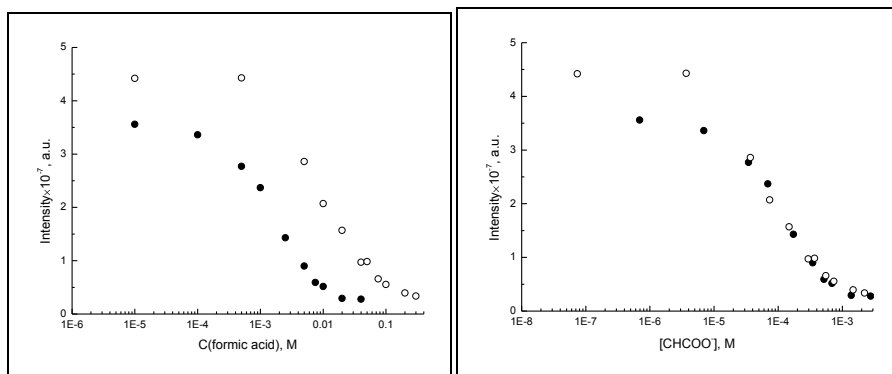 5
4
3
2
1
0
Intensity×10⁻⁷, a.u.
1E-6 1E-5 1E-4 1E-3 0.01 0.1
C(formic acid), M
5
4
3
2
1
0
Intensity×10⁻⁷, a.u.
1E-8 1E-7 1E-6 1E-5 1E-4 1E-3
[CHCOO⁻], M